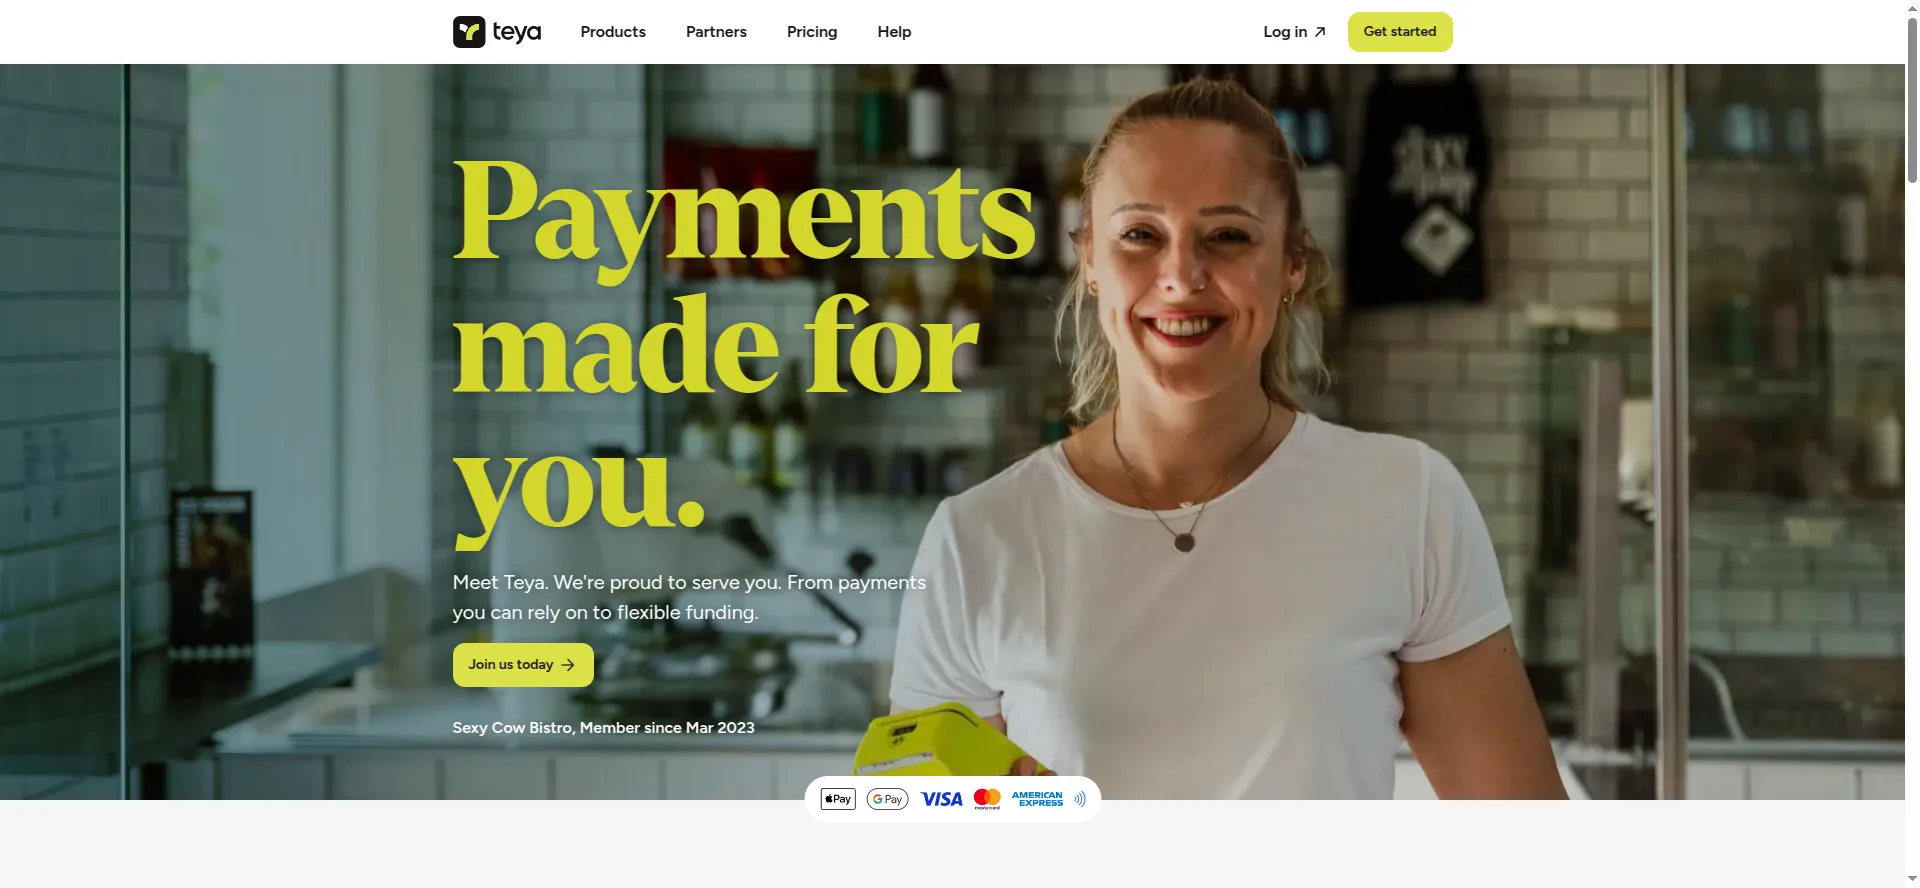 teya
Products
Partners
Pricing
Help
Log in
Get started
Payments
made for
you.
Meet Teya. We're proud to serve you. From payments
you can rely on to flexible funding.
Join us today
Sexy Cow Bistro, Member since Mar 2023
Pay
G Pay
VISA
mastercard
AMERICAN
EXPRESS